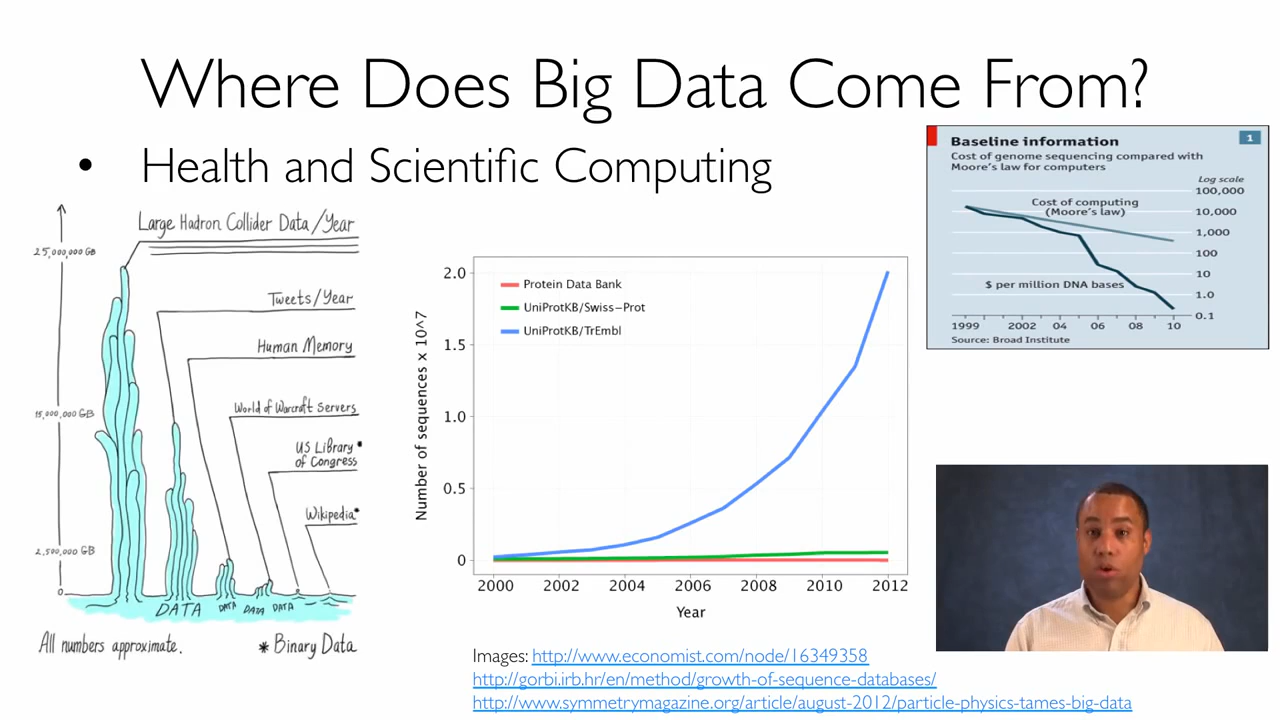 Where Does Big Data Come From?
• Health and Scientific Computing
Large Hadron Collider Data/Year
25,000,000 GB
Tweets/Year
Human Memory
World of Warcraft Servers
15,000,000 GB
US Library*
of Congress
Wikipedia*
2,500,000 GB
0
DATA
DATA
DATA
DATA
All numbers approximate.
* Binary Data
Protein Data Bank
UniProtKB/Swiss-Prot
UniProtKB/TrEmbl
Number of sequences x 10^7
2.0
1.5
1.0
0.5
0
2000 2002 2004 2006 2008 2010 2012
Year
Baseline information
1
Cost of genome sequencing compared with
Moore's law for computers
Log scale
100,000
Cost of computing
(Moore's law)
10,000
1,000
100
10
$ per million DNA bases
1.0
0.1
1999 2002 04 06 08 10
Source: Broad Institute
Images: http://www.economist.com/node/16349358
http://gorbi.irb.hr/en/method/growth-of-sequence-databases/
http://www.symmetrymagazine.org/article/august-2012/particle-physics-tames-big-data